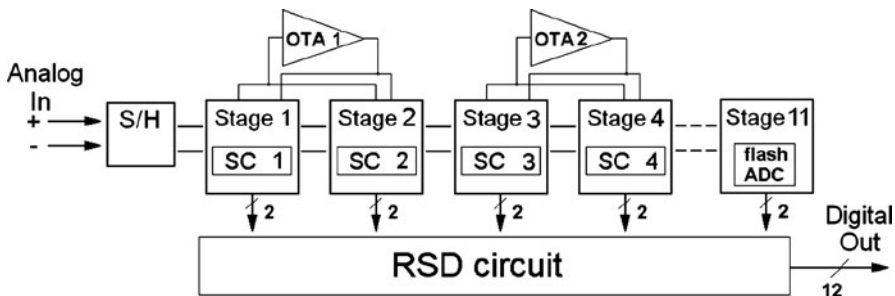 OTA 1
OTA 2
Analog
In
+
-
S/H
Stage 1
SC 1
Stage 2
SC 2
Stage 3
SC 3
Stage 4
SC 4
Stage 11
flash
ADC
2
2
2
2
2
Digital
Out
RSD circuit
12